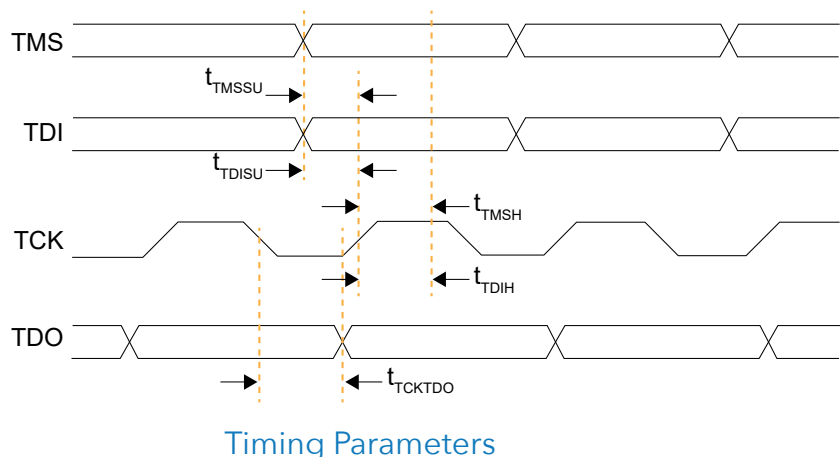 TMS
tTMSSU
TDI
tTDISU
tTMSH
TCK
tTDIH
TDO
tTCKTDO
Timing Parameters